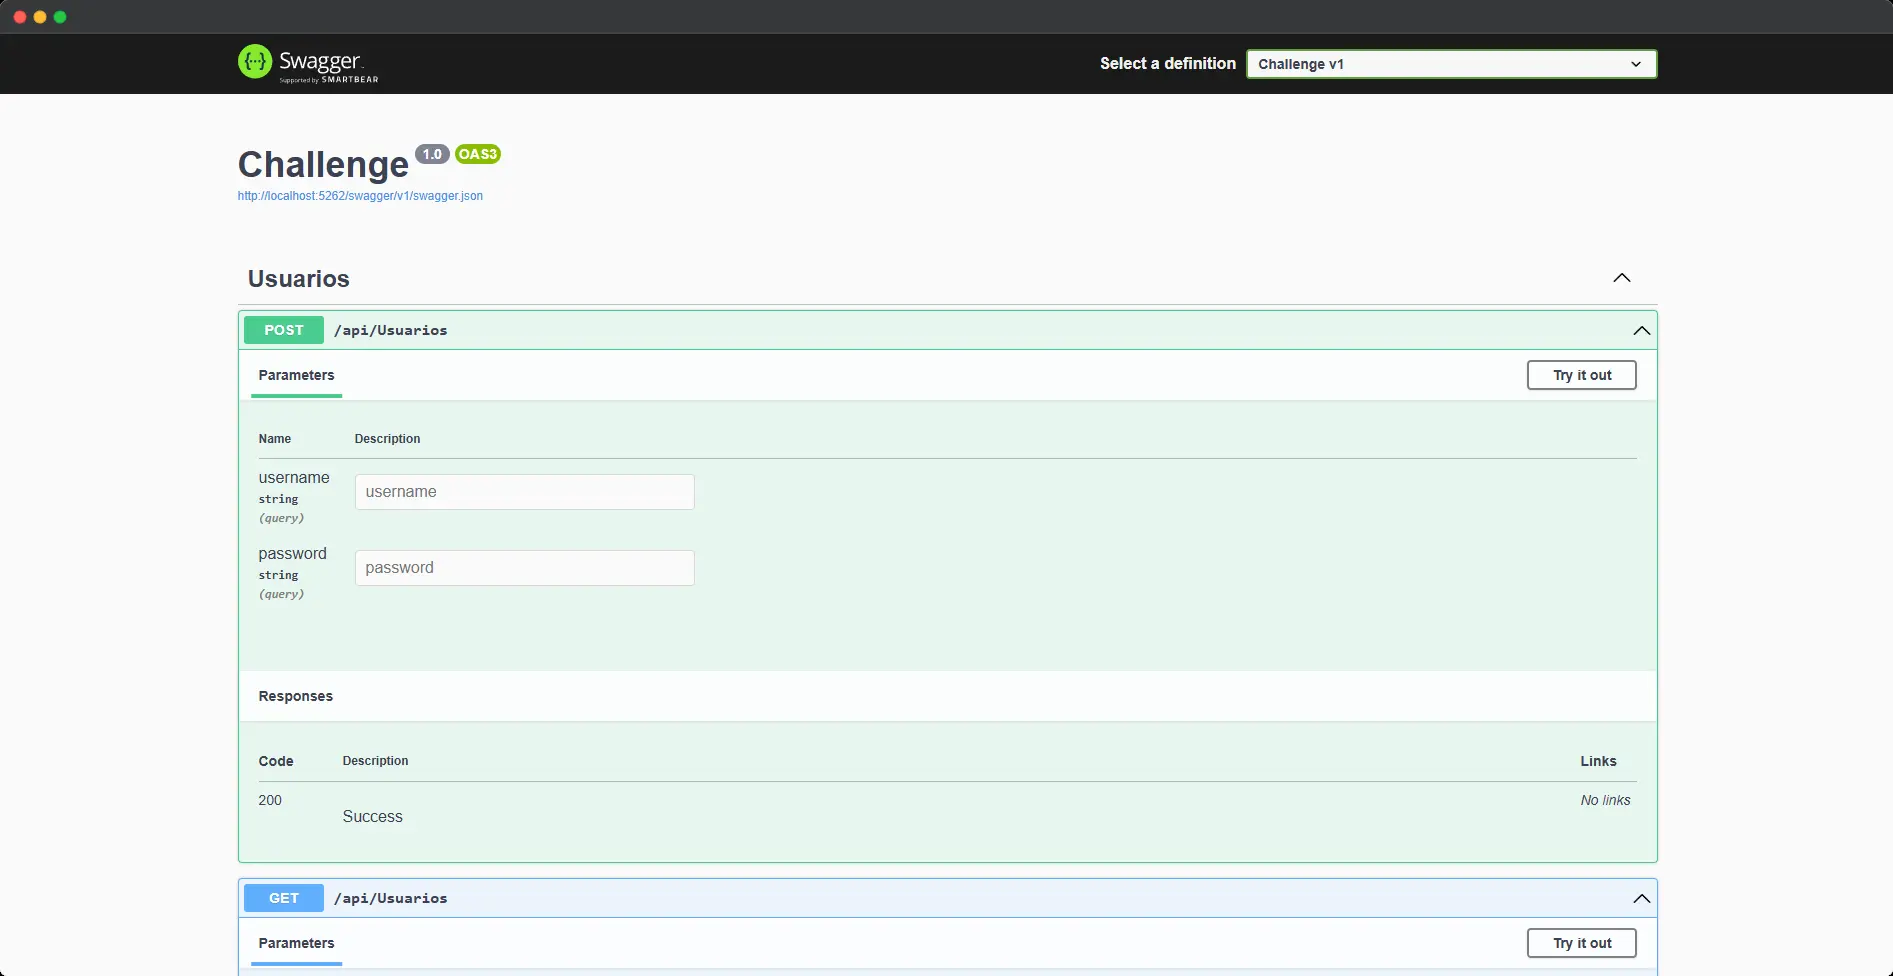 Swagger
Supported by SMARTBEAR
Select a definition
Challenge v1
Challenge 1.0 OAS3
http://localhost:5262/swagger/v1/swagger.json
Usuarios
POST /api/Usuarios
Parameters
Try it out
Name Description
username
string
(query)
username
password
string
(query)
password
Responses
Code Description Links
200 No links
Success
GET /api/Usuarios
Parameters
Try it out